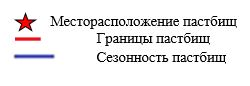 Месторасположение пастбищ
Границы пастбищ
Сезонность пастбищ